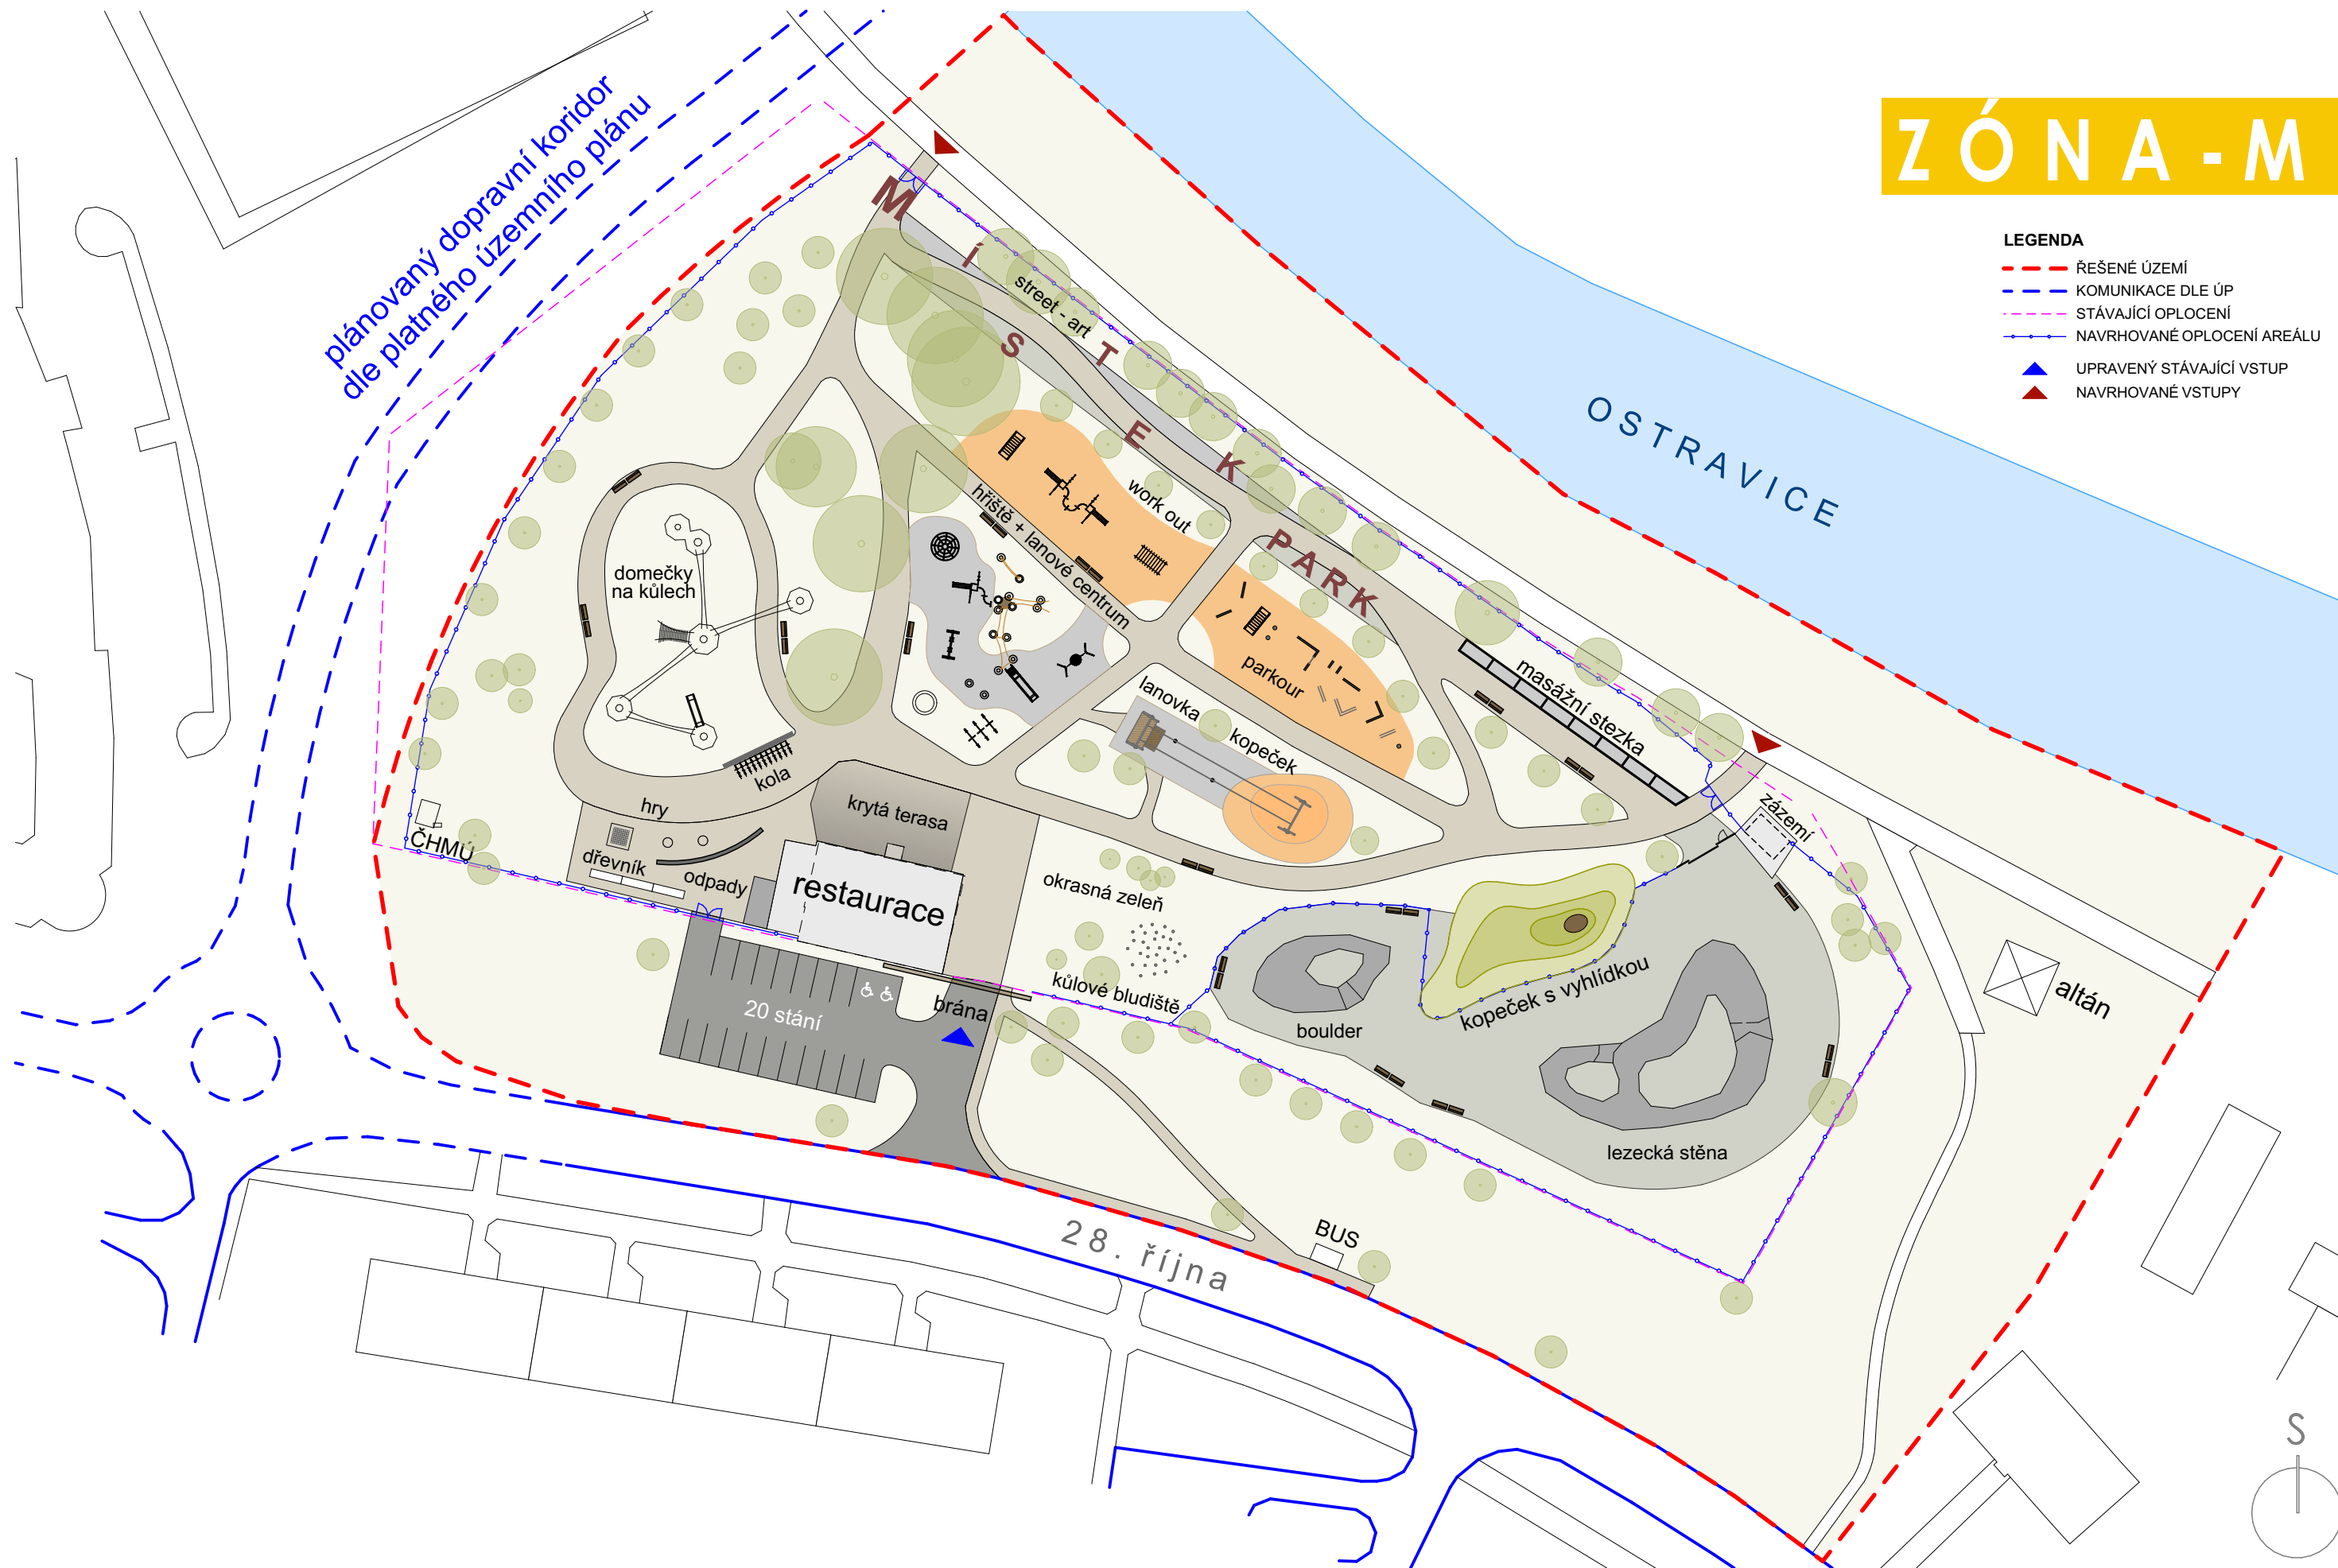 ZÓNA-M
LEGENDA
ŘEŠENÉ ÚZEMÍ
KOMUNIKACE DLE ÚP
STÁVAJÍCÍ OPLOCENÍ
NAVRHOVANÉ OPLOCENÍ AREÁLU
UPRAVENÝ STÁVAJÍCÍ VSTUP
NAVRHOVANÉ VSTUPY
plánovaný dopravní koridor
dle platného územního plánu
OSTRAVICE
MÍSTEK PARK
street - art
work out
hřiště + lanové centrum
domečky
na kůlech
parkour
masážní stezka
lanovka
kopeček
kola
hry
krytá terasa
zázemí
ČHMÚ
dřevník
odpady
restaurace
okrasná zeleň
kůlové bludiště
kopeček s vyhlídkou
boulder
altán
brána
20 stání
lezecká stěna
BUS
28. října
S